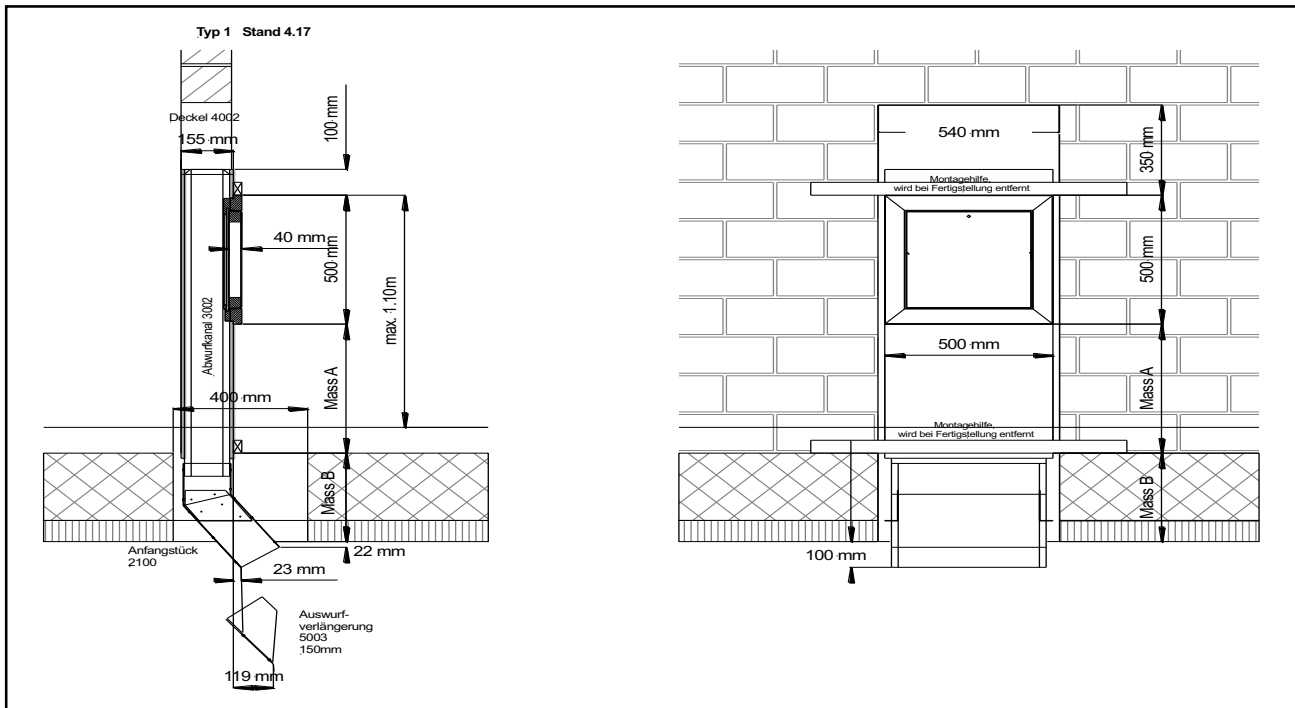 Typ 1 Stand 4.17
Deckel 4002
155 mm
100 mm
40 mm
500 mm
max. 1.10m
Abwurfkanal 3002
400 mm
Mass A
Mass B
Anfangstück
2100
22 mm
23 mm
Auswurf-
verlängerung
5003
150mm
119 mm
540 mm
350 mm
Montagehilfe,
wird bei Fertigstellung entfernt
500 mm
500 mm
Mass A
Montagehilfe,
wird bei Fertigstellung entfernt
Mass B
100 mm